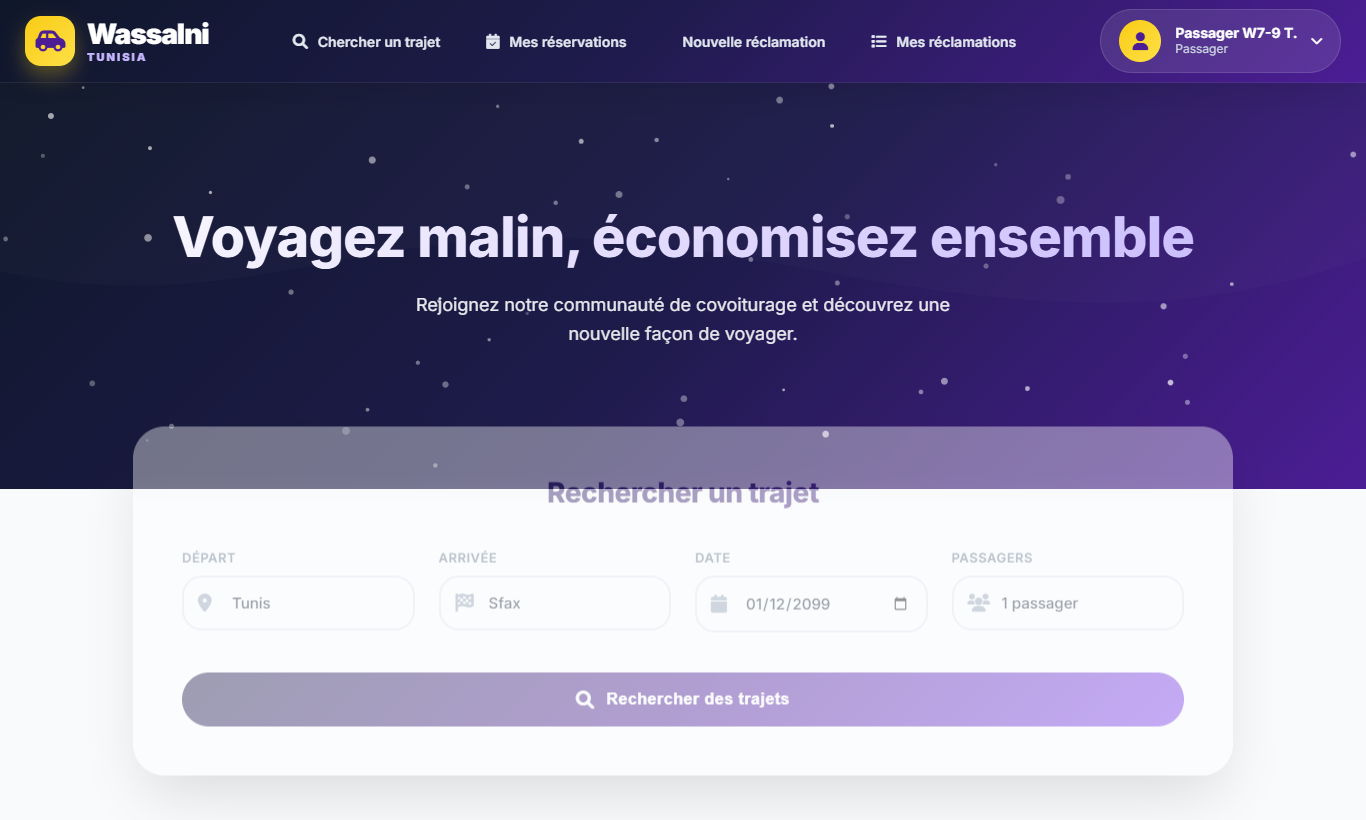 Wassalni
TUNISIA
Chercher un trajet
Mes réservations
Nouvelle réclamation
Mes réclamations
Passager W7-9 T.
Passager
Voyagez malin, économisez ensemble
Rejoignez notre communauté de covoiturage et découvrez une
nouvelle façon de voyager.
Rechercher un trajet
DÉPART
ARRIVÉE
DATE
PASSAGERS
Tunis
Sfax
01/12/2099
1 passager
Rechercher des trajets